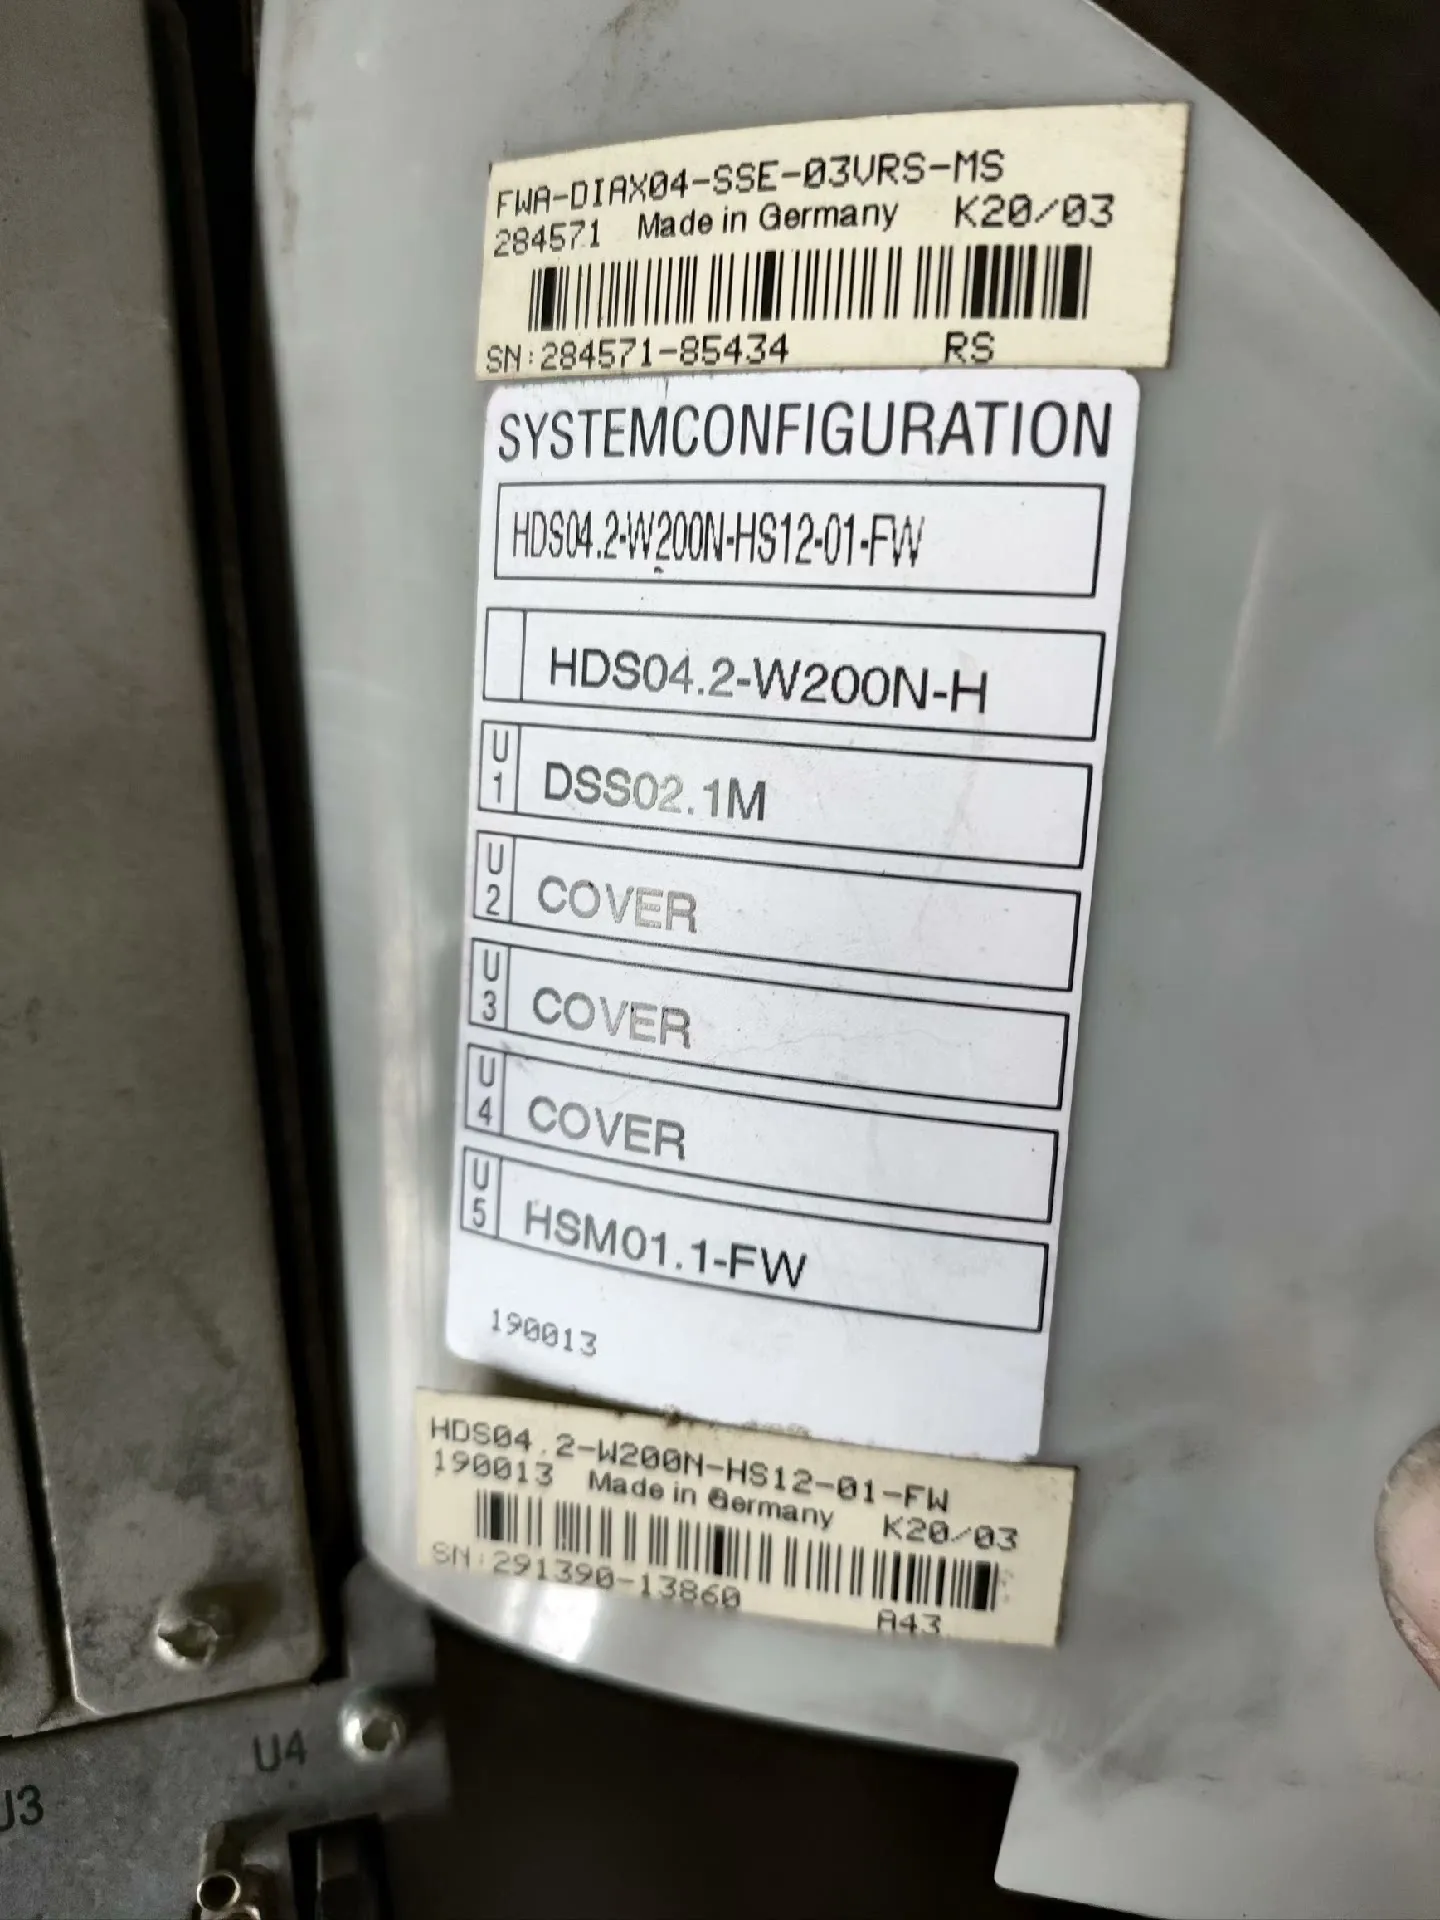 FWA-DIAX04-SSE-03VRS-MS
284571 Made in Germany K20/03
SN:284571-85434 RS
SYSTEMCONFIGURATION
HDS04.2-W200N-HS12-01-FW
HDS04.2-W200N-H
U1 DSS02.1M
U2 COVER
U3 COVER
U4 COVER
U5 HSM01.1-FW
190013
HDS04.2-W200N-HS12-01-FW
190013 Made in Germany K20/03
SN:291390-13860 A43
U4
U3